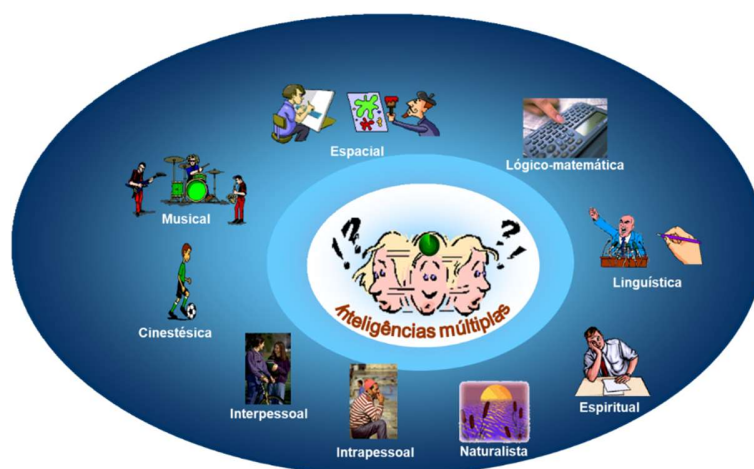 Espacial
Lógico-matemática
Musical
Linguística
Inteligências múltiplas
Cinestésica
Interpessoal
Intrapessoal
Naturalista
Espiritual